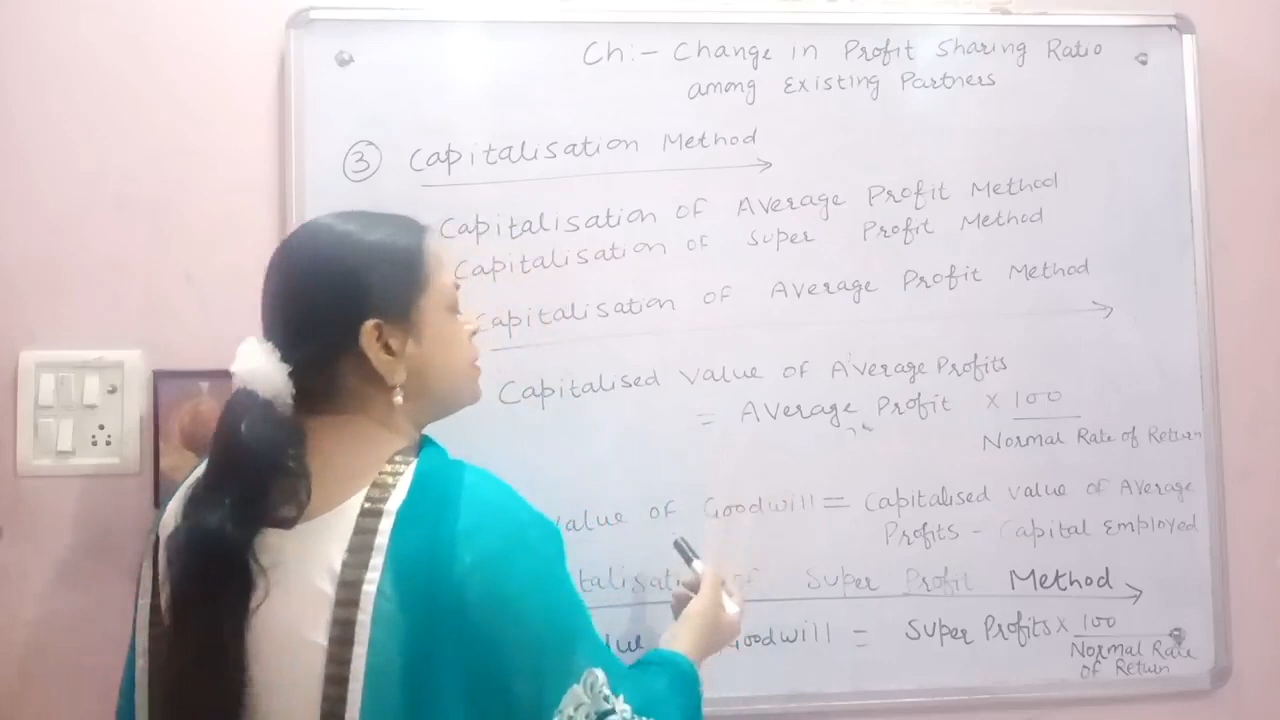 Ch:- Change in Profit Sharing Ratio
among Existing Partners
③ Capitalisation Method
Capitalisation of Average Profit Method
Capitalisation of Super Profit Method
Capitalisation of Average Profit Method
Capitalised Value of Average Profits
= Average Profit × 100
Normal Rate of Return
Value of Goodwill = Capitalised Value of Average
Profits - Capital Employed
of Super Profit Method
Goodwill = Super Profits × 100
Normal Rate
of Return